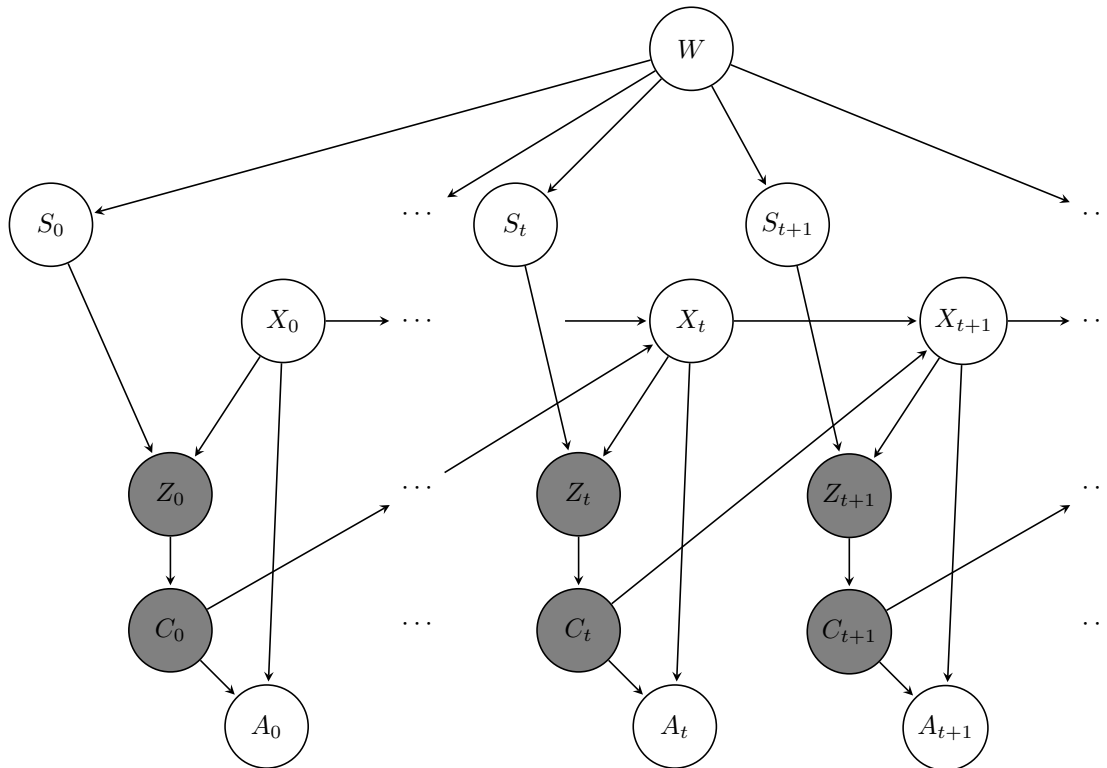 W
S_0 ⋯ S_t S_{t+1} ⋯
X_0 ⋯ X_t X_{t+1} ⋯
Z_0 ⋯ Z_t Z_{t+1} ⋯
C_0 ⋯ C_t C_{t+1} ⋯
A_0 A_t A_{t+1}